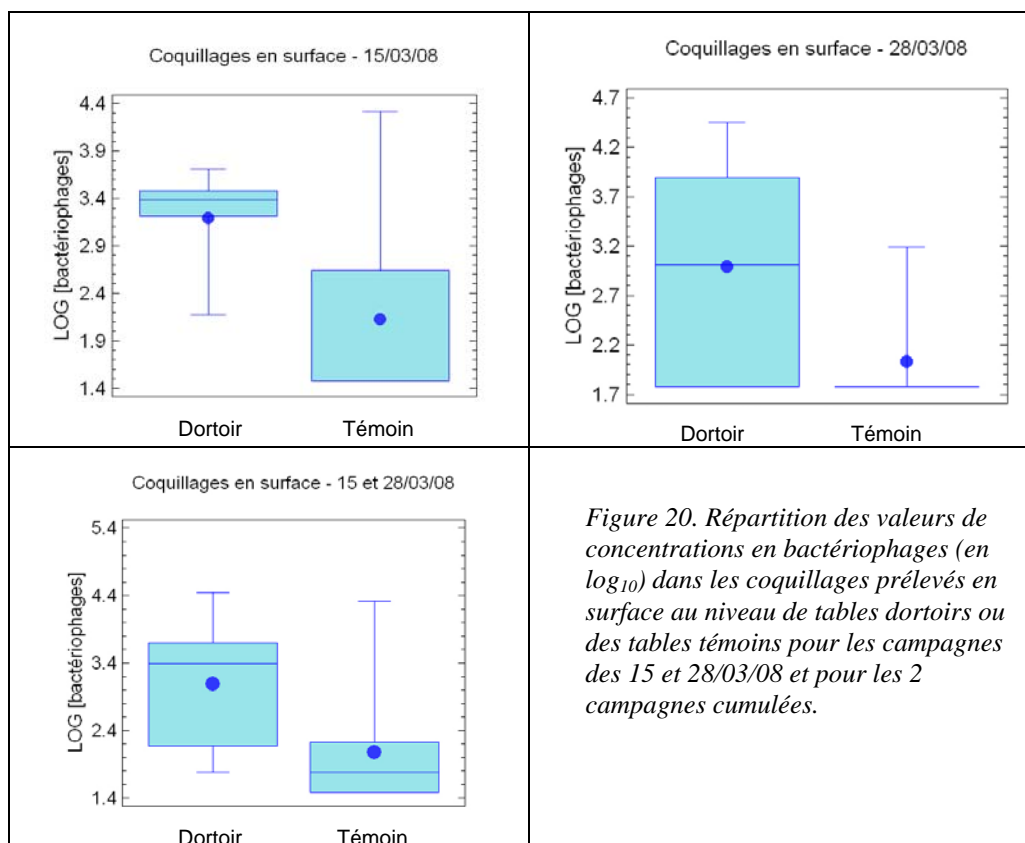 Coquillages en surface - 15/03/08
LOG [bactériophages]
4.4
3.9
3.4
2.9
2.4
1.9
1.4
Dortoir Témoin
Coquillages en surface - 28/03/08
LOG [bactériophages]
4.7
4.2
3.7
3.2
2.7
2.2
1.7
Dortoir Témoin
Coquillages en surface - 15 et 28/03/08
LOG [bactériophages]
5.4
4.4
3.4
2.4
1.4
Dortoir Témoin
Figure 20. Répartition des valeurs de
concentrations en bactériophages (en
log₁₀) dans les coquillages prélevés en
surface au niveau de tables dortoirs ou
des tables témoins pour les campagnes
des 15 et 28/03/08 et pour les 2
campagnes cumulées.